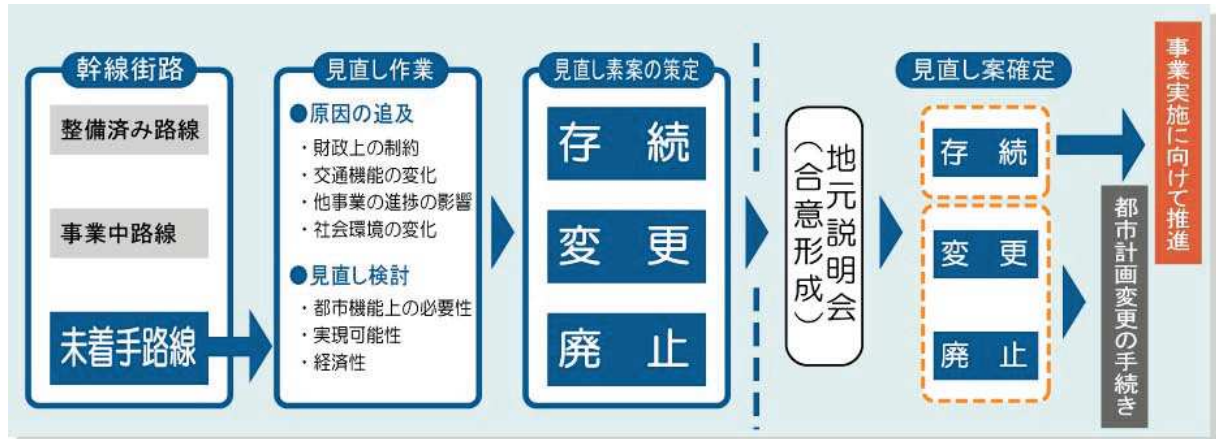 幹線街路
整備済み路線
事業中路線
未着手路線
見直し作業
●原因の追及
・財政上の制約
・交通機能の変化
・他事業の進捗の影響
・社会環境の変化
●見直し検討
・都市機能上の必要性
・実現可能性
・経済性
見直し素案の策定
存続
変更
廃止
地元説明会
（合意形成）
見直し案確定
存続
変更
廃止
事業実施に向けて推進
都市計画変更の手続き